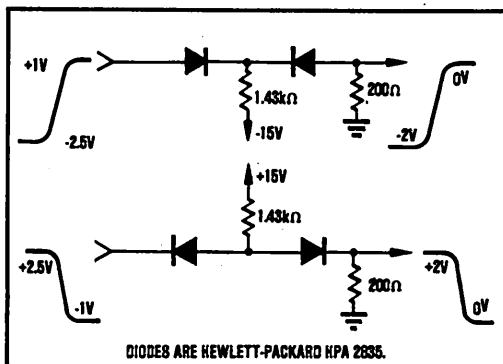 +1V
-2.5V
1.43kΩ
-15V
200Ω
0V
-2V
+15V
1.43kΩ
+2.5V
-1V
200Ω
+2V
0V
DIODES ARE HEWLETT-PACKARD HPA 2835.